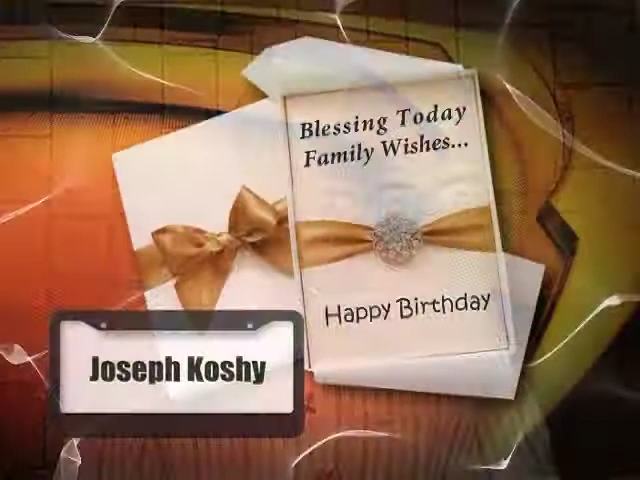 Blessing Today
Family Wishes...
Happy Birthday
Joseph Koshy